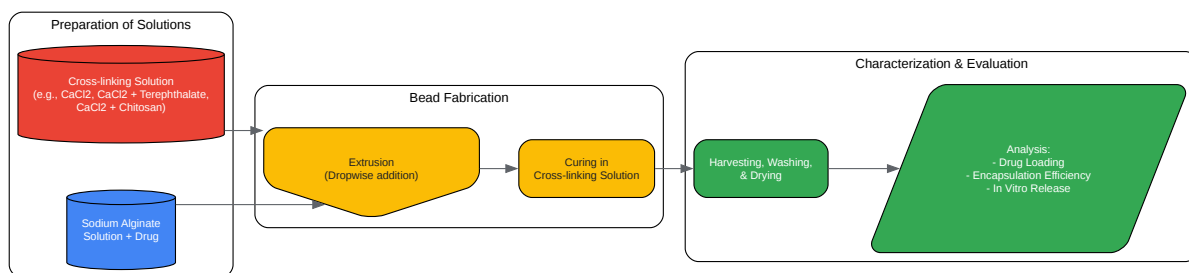 Preparation of Solutions
Cross-linking Solution
(e.g., CaCl2, CaCl2 + Terephthalate,
CaCl2 + Chitosan)
Sodium Alginate
Solution + Drug
Bead Fabrication
Extrusion
(Dropwise addition)
Curing in
Cross-linking Solution
Characterization & Evaluation
Harvesting, Washing,
& Drying
Analysis:
- Drug Loading
- Encapsulation Efficiency
- In Vitro Release